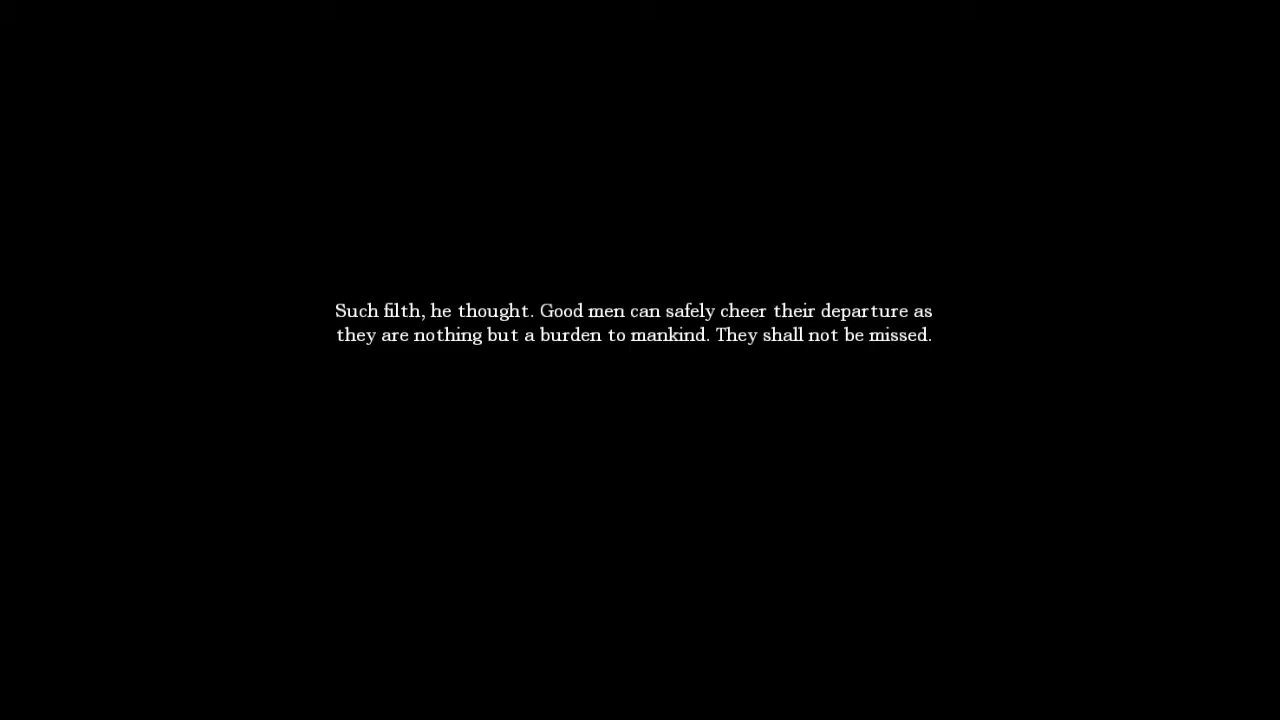 Such filth, he thought. Good men can safely cheer their departure as
they are nothing but a burden to mankind. They shall not be missed.